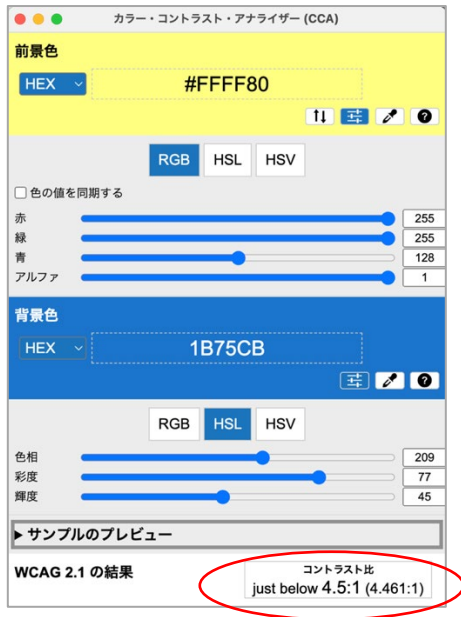 カラー・コントラスト・アナライザー (CCA)
前景色
HEX
#FFFF80
RGB HSL HSV
色の値を同期する
赤 255
緑 255
青 128
アルファ 1
背景色
HEX
1B75CB
RGB HSL HSV
色相 209
彩度 77
輝度 45
▶ サンプルのプレビュー
WCAG 2.1 の結果
コントラスト比
just below 4.5:1 (4.461:1)